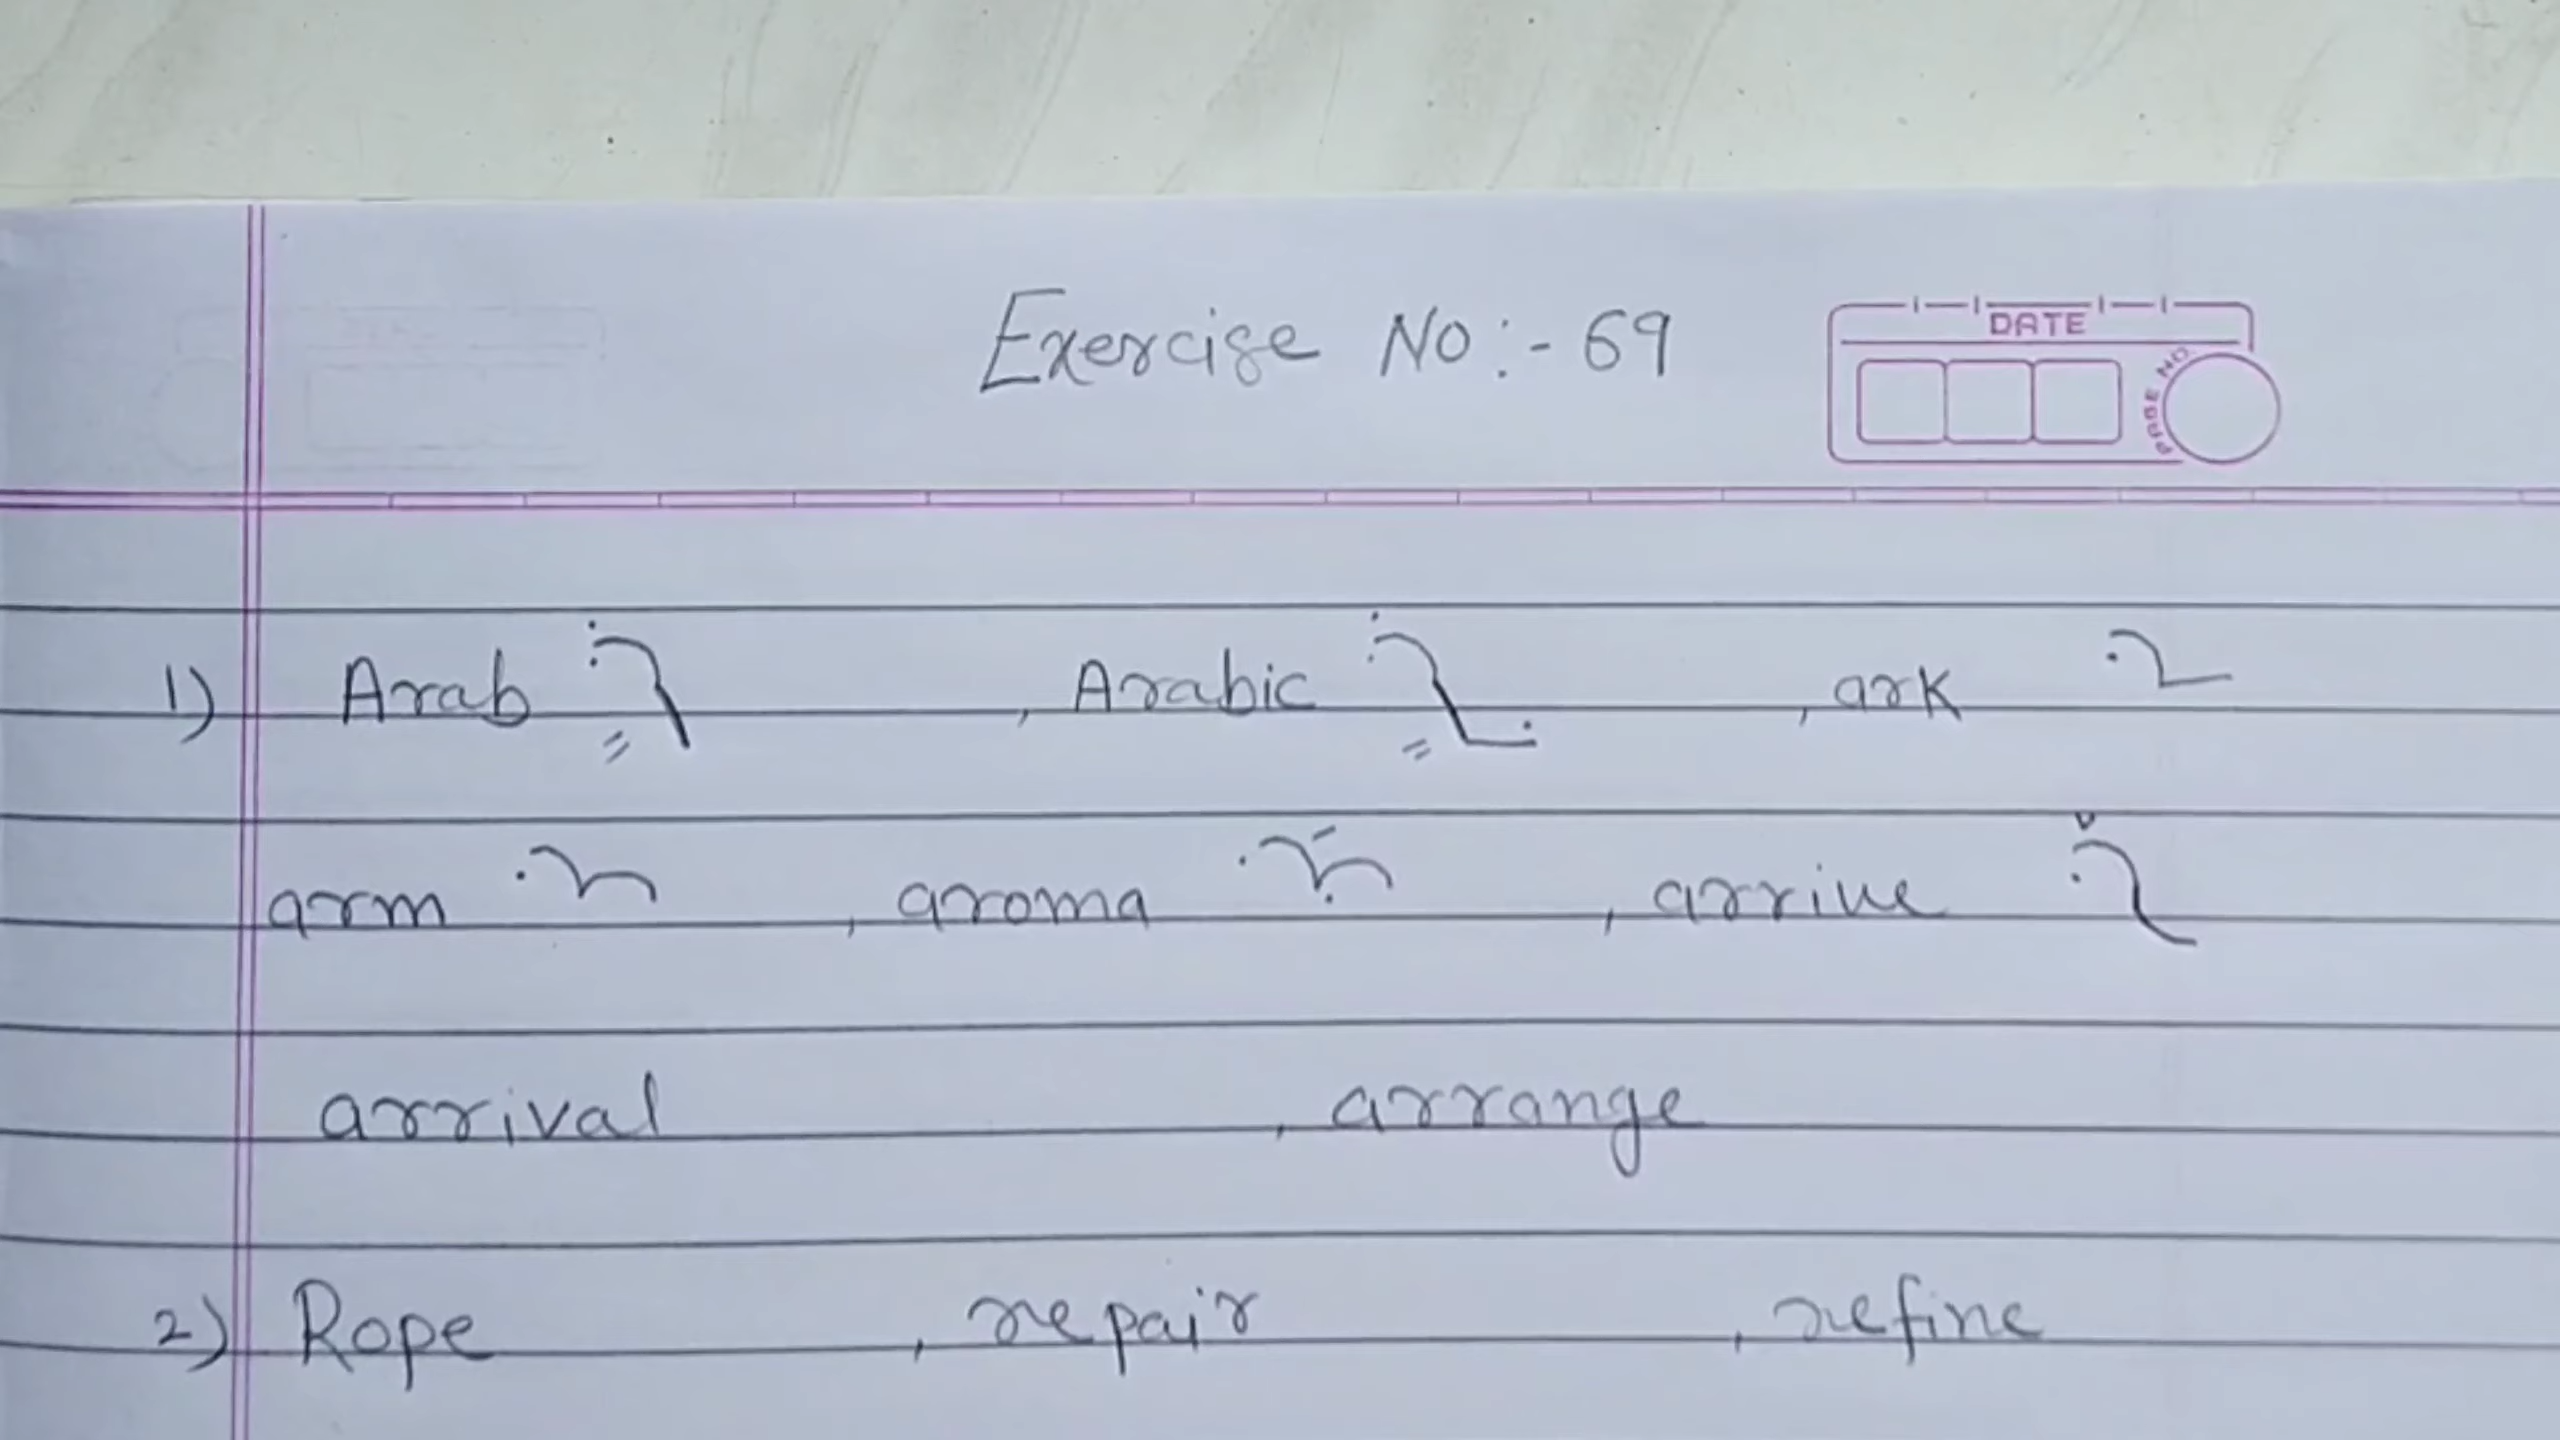 Exercise No:- 69
DATE
PAGE NO.
1) Arab , Arabic , ark
arm , aroma , arrive
arrival , arrange
2) Rope , repair , refine